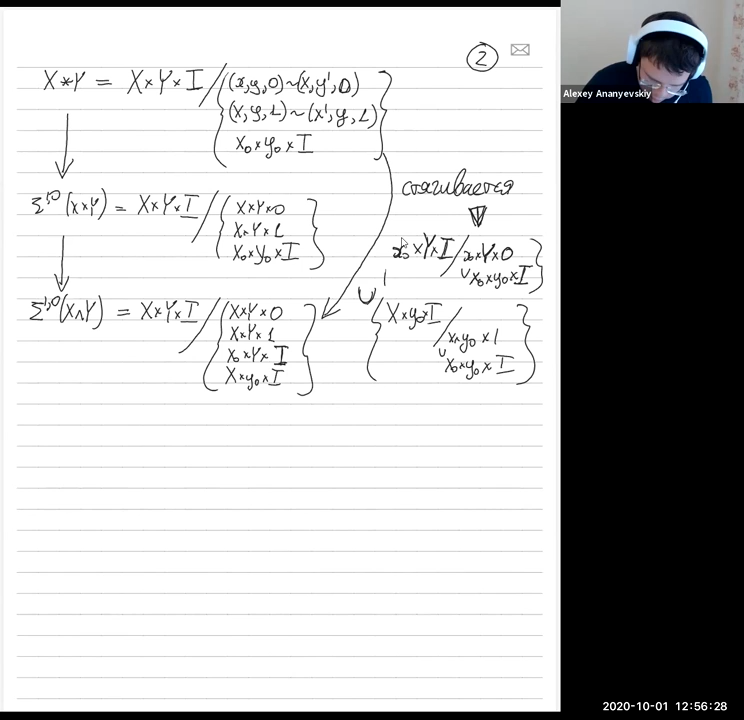 ②
X*Y = X×Y×I / {(x,y,0)~(x,y',0)
(x,y,1)~(x',y,1)
x₀×y₀×I}
Σ^{1,0}(X×Y) = X×Y×I / {X×Y×0
X×Y×1
x₀×y₀×I}
Σ^{1,0}(X∧Y) = X×Y×I / {X×Y×0
X×Y×1
x₀×Y×I
X×y₀×I}
стягивается
x₀×Y×I / x₀×Y×0
∪ x₀×y₀×I }
∪
{ X×y₀×I / X×y₀×1
∪ x₀×y₀×I }
Alexey Ananyevskiy
2020-10-01 12:56:28